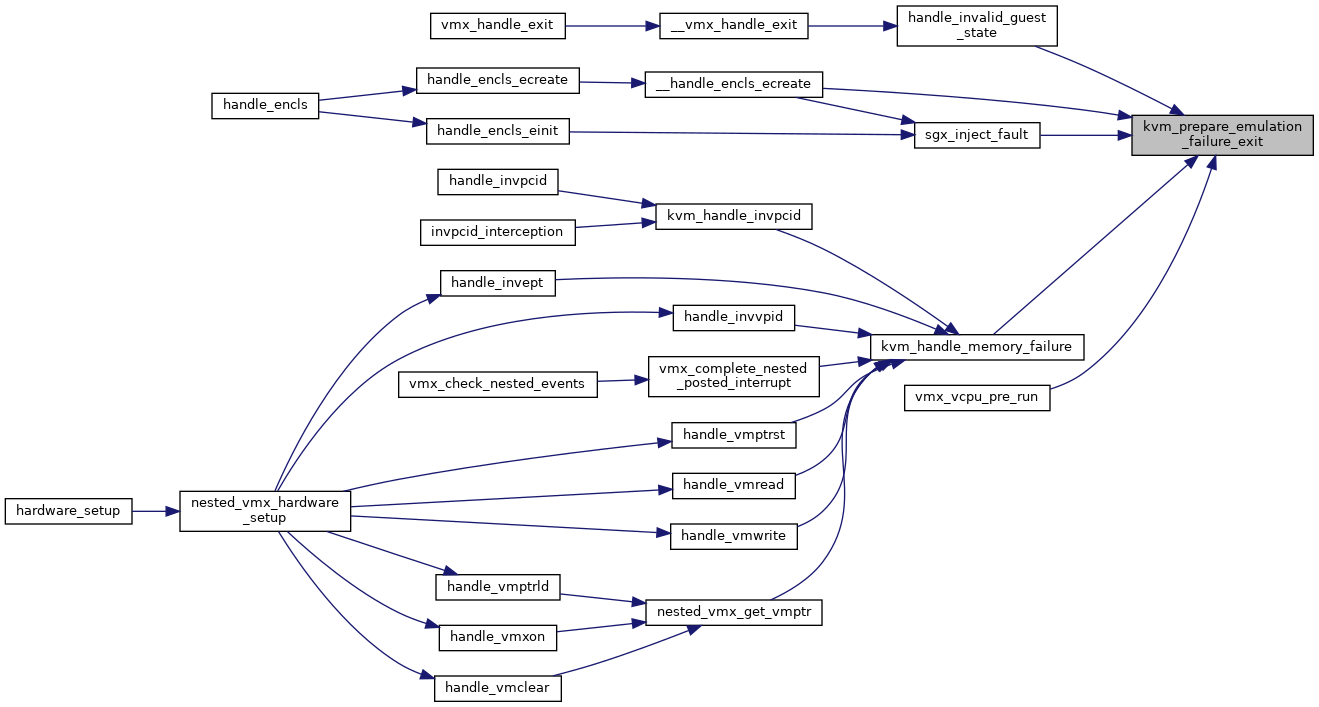 vmx_handle_exit
__vmx_handle_exit
handle_invalid_guest
_state
handle_encls_ecreate
__handle_encls_ecreate
handle_encls
handle_encls_einit
sgx_inject_fault
kvm_prepare_emulation
_failure_exit
handle_invpcid
kvm_handle_invpcid
invpcid_interception
handle_invept
handle_invvpid
kvm_handle_memory_failure
vmx_complete_nested
_posted_interrupt
vmx_check_nested_events
vmx_vcpu_pre_run
handle_vmptrst
handle_vmread
hardware_setup
nested_vmx_hardware
_setup
handle_vmwrite
handle_vmptrld
nested_vmx_get_vmptr
handle_vmxon
handle_vmclear